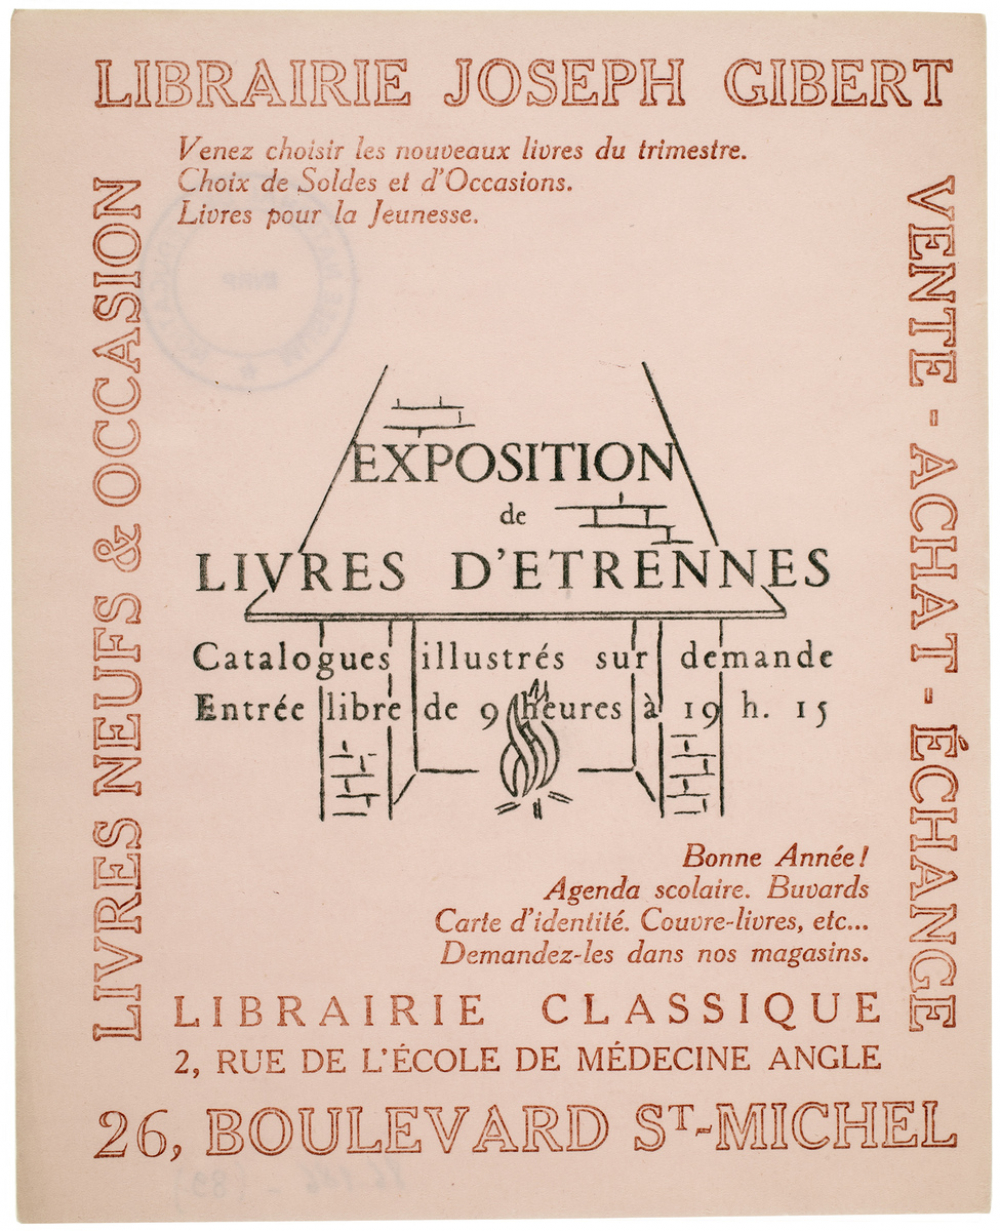 LIBRAIRIE JOSEPH GIBERT
Venez choisir les nouveaux livres du trimestre.
Choix de Soldes et d'Occasions.
Livres pour la Jeunesse.
LIVRES NEUFS & OCCASION
VENTE - ACHAT - ÉCHANGE
EXPOSITION
de
LIVRES D'ETRENNES
Catalogues illustrés sur demande
Entrée libre de 9 heures à 19 h. 15
Bonne Année!
Agenda scolaire. Buvards
Carte d'identité. Couvre-livres, etc...
Demandez-les dans nos magasins.
LIBRAIRIE CLASSIQUE
2, RUE DE L'ÉCOLE DE MÉDECINE ANGLE
26, BOULEVARD ST-MICHEL